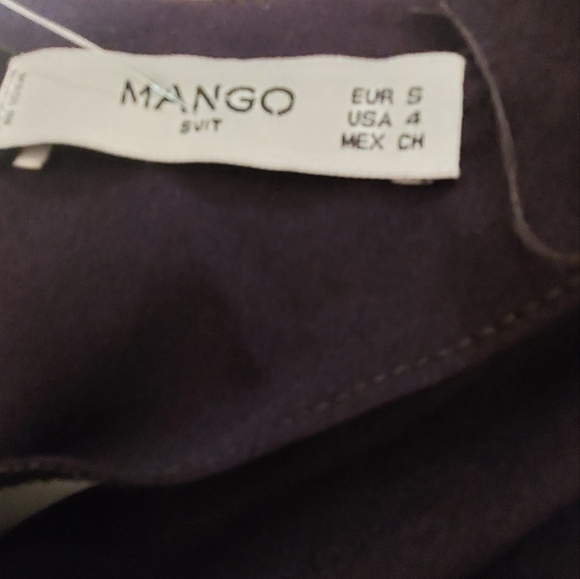 MANGO
SUIT
EUR S
USA 4
MEX CH